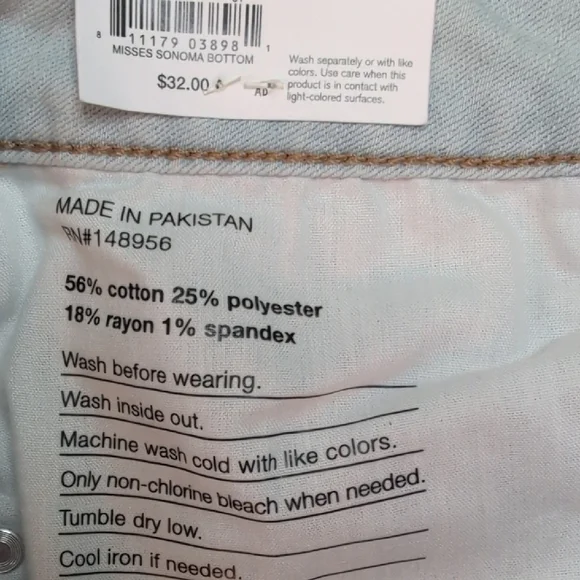 8 11179 03898 1
MISSES SONOMA BOTTOM
$32.00
AD
Wash separately or with like
colors. Use care when this
product is in contact with
light-colored surfaces.
MADE IN PAKISTAN
RN#148956
56% cotton 25% polyester
18% rayon 1% spandex
Wash before wearing.
Wash inside out.
Machine wash cold with like colors.
Only non-chlorine bleach when needed.
Tumble dry low.
Cool iron if needed.